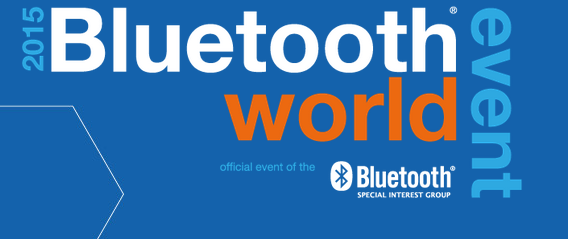 2015
Bluetooth®
world
event
official event of the
Bluetooth®
SPECIAL INTEREST GROUP